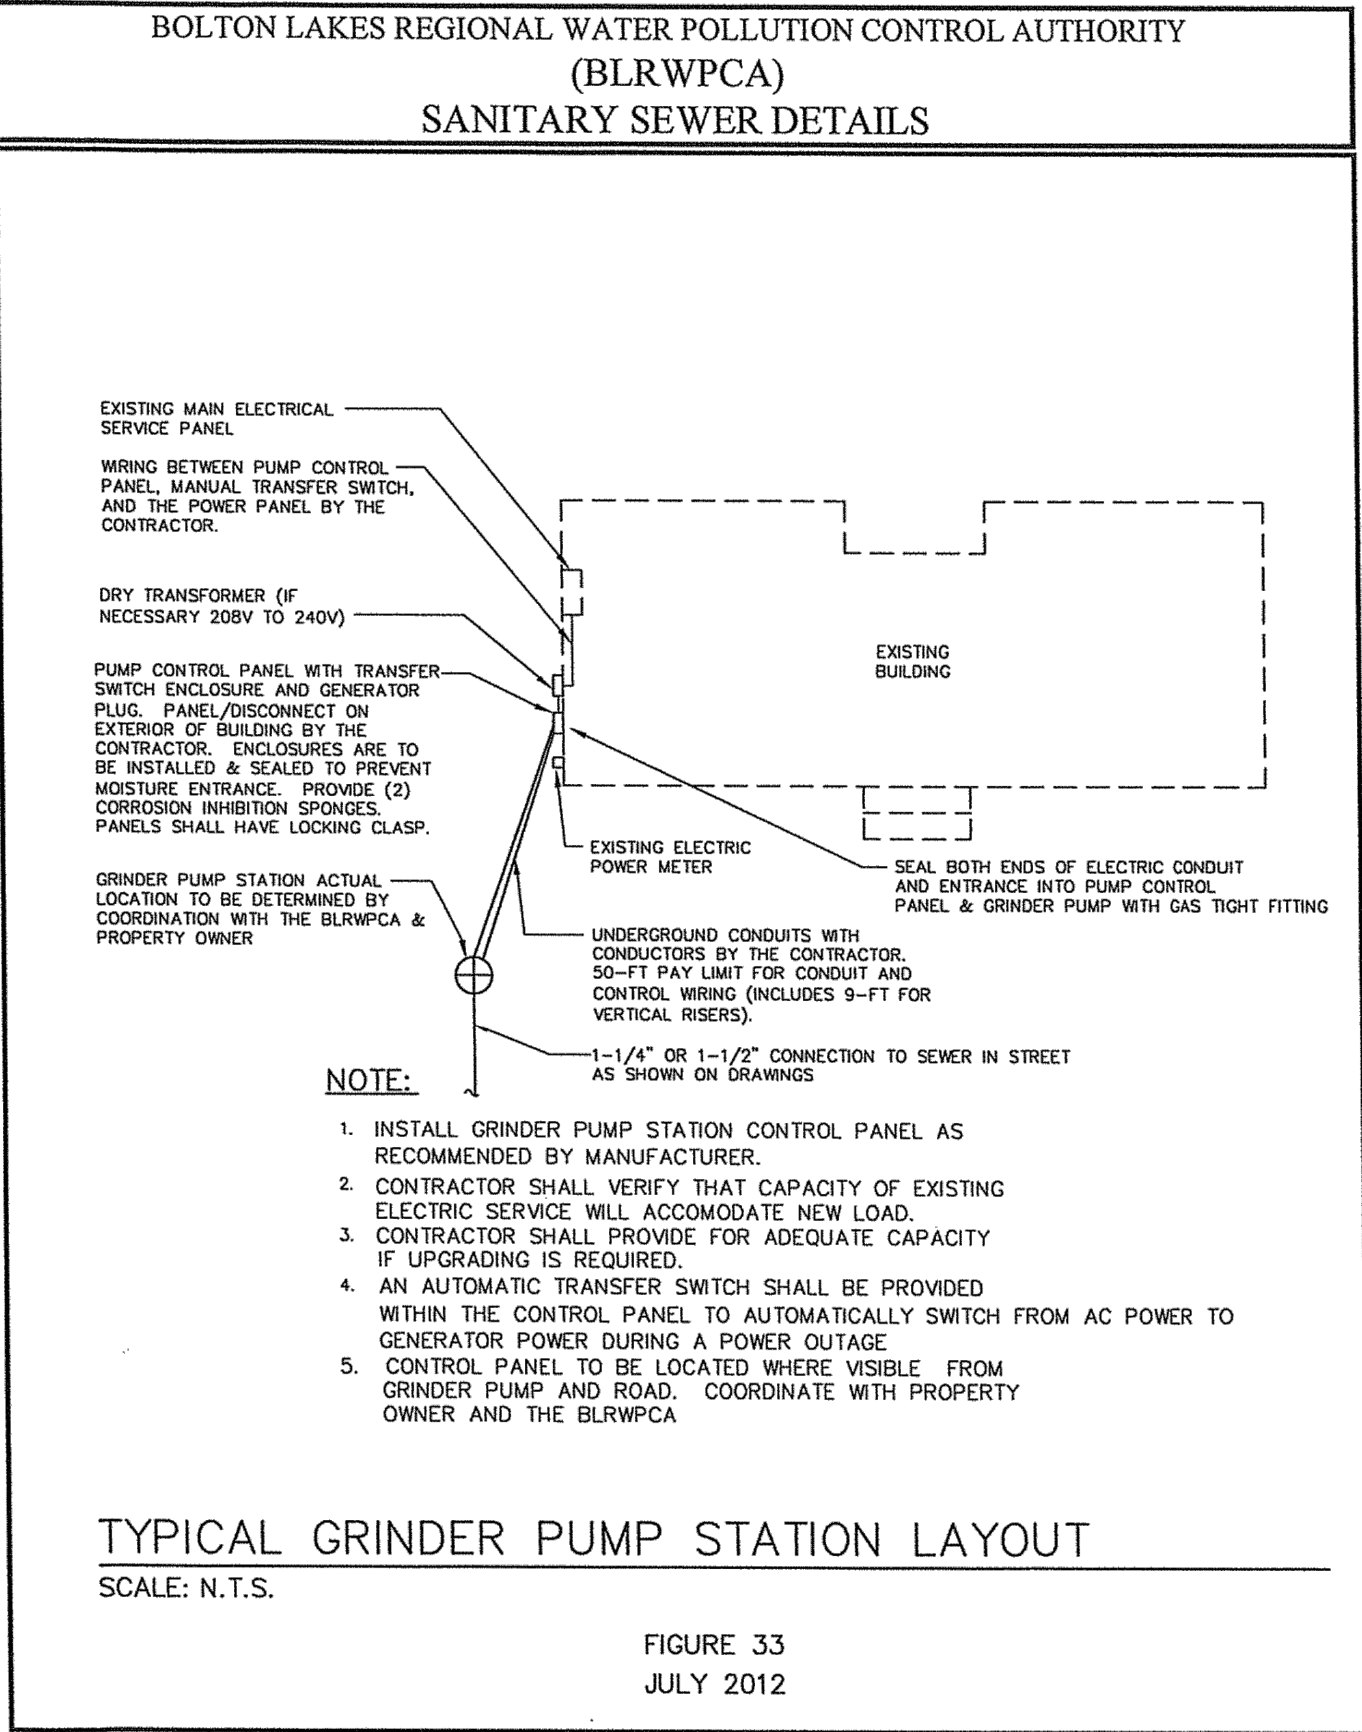 BOLTON LAKES REGIONAL WATER POLLUTION CONTROL AUTHORITY
(BLRWPCA)
SANITARY SEWER DETAILS
EXISTING MAIN ELECTRICAL
SERVICE PANEL
WIRING BETWEEN PUMP CONTROL
PANEL, MANUAL TRANSFER SWITCH,
AND THE POWER PANEL BY THE
CONTRACTOR.
DRY TRANSFORMER (IF
NECESSARY 208V TO 240V)
PUMP CONTROL PANEL WITH TRANSFER
SWITCH ENCLOSURE AND GENERATOR
PLUG. PANEL/DISCONNECT ON
EXTERIOR OF BUILDING BY THE
CONTRACTOR. ENCLOSURES ARE TO
BE INSTALLED & SEALED TO PREVENT
MOISTURE ENTRANCE. PROVIDE (2)
CORROSION INHIBITION SPONGES.
PANELS SHALL HAVE LOCKING CLASP.
GRINDER PUMP STATION ACTUAL
LOCATION TO BE DETERMINED BY
COORDINATION WITH THE BLRWPCA &
PROPERTY OWNER
EXISTING
BUILDING
EXISTING ELECTRIC
POWER METER
SEAL BOTH ENDS OF ELECTRIC CONDUIT
AND ENTRANCE INTO PUMP CONTROL
PANEL & GRINDER PUMP WITH GAS TIGHT FITTING
UNDERGROUND CONDUITS WITH
CONDUCTORS BY THE CONTRACTOR.
50-FT PAY LIMIT FOR CONDUIT AND
CONTROL WIRING (INCLUDES 9-FT FOR
VERTICAL RISERS).
1-1/4" OR 1-1/2" CONNECTION TO SEWER IN STREET
AS SHOWN ON DRAWINGS
NOTE:
1. INSTALL GRINDER PUMP STATION CONTROL PANEL AS
RECOMMENDED BY MANUFACTURER.
2. CONTRACTOR SHALL VERIFY THAT CAPACITY OF EXISTING
ELECTRIC SERVICE WILL ACCOMODATE NEW LOAD.
3. CONTRACTOR SHALL PROVIDE FOR ADEQUATE CAPACITY
IF UPGRADING IS REQUIRED.
4. AN AUTOMATIC TRANSFER SWITCH SHALL BE PROVIDED
WITHIN THE CONTROL PANEL TO AUTOMATICALLY SWITCH FROM AC POWER TO
GENERATOR POWER DURING A POWER OUTAGE
5. CONTROL PANEL TO BE LOCATED WHERE VISIBLE FROM
GRINDER PUMP AND ROAD. COORDINATE WITH PROPERTY
OWNER AND THE BLRWPCA
TYPICAL GRINDER PUMP STATION LAYOUT
SCALE: N.T.S.
FIGURE 33
JULY 2012